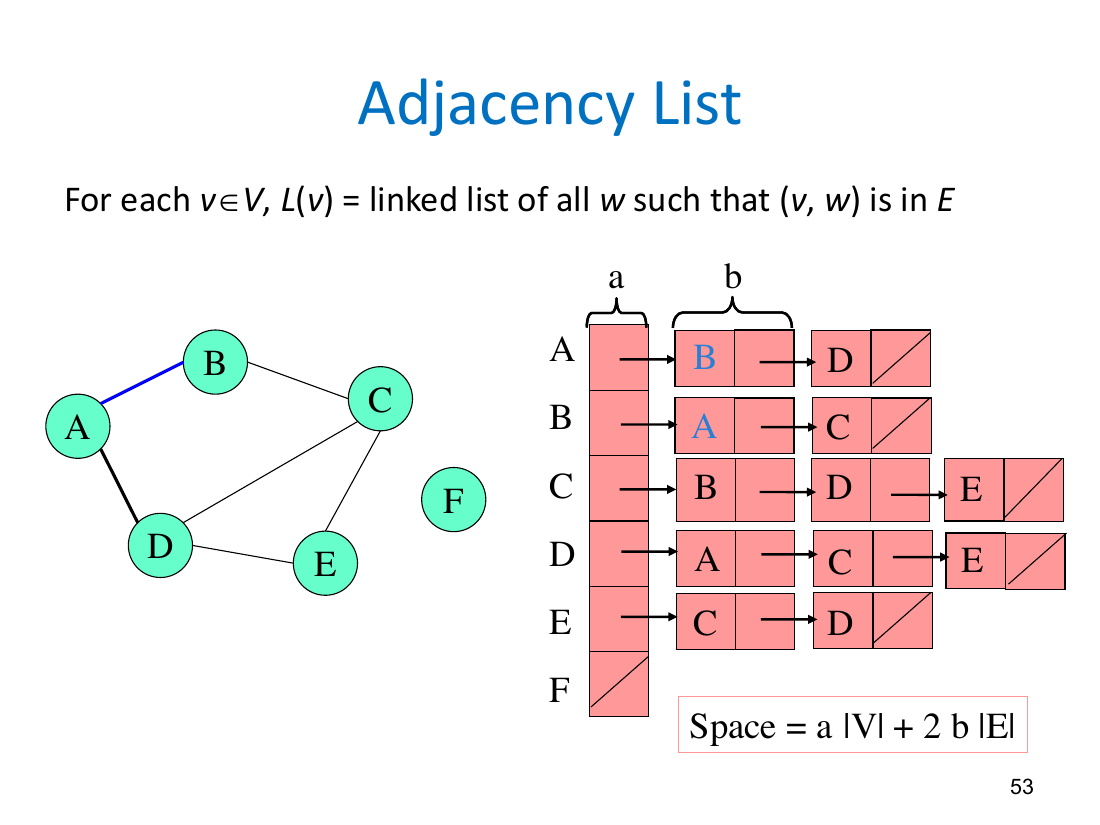 Adjacency List
For each v∈V, L(v) = linked list of all w such that (v, w) is in E
a b
A B D
B A C
C B D E
D A C E
E C D
F
B
C
A
F
D
E
Space = a |V| + 2 b |E|
53